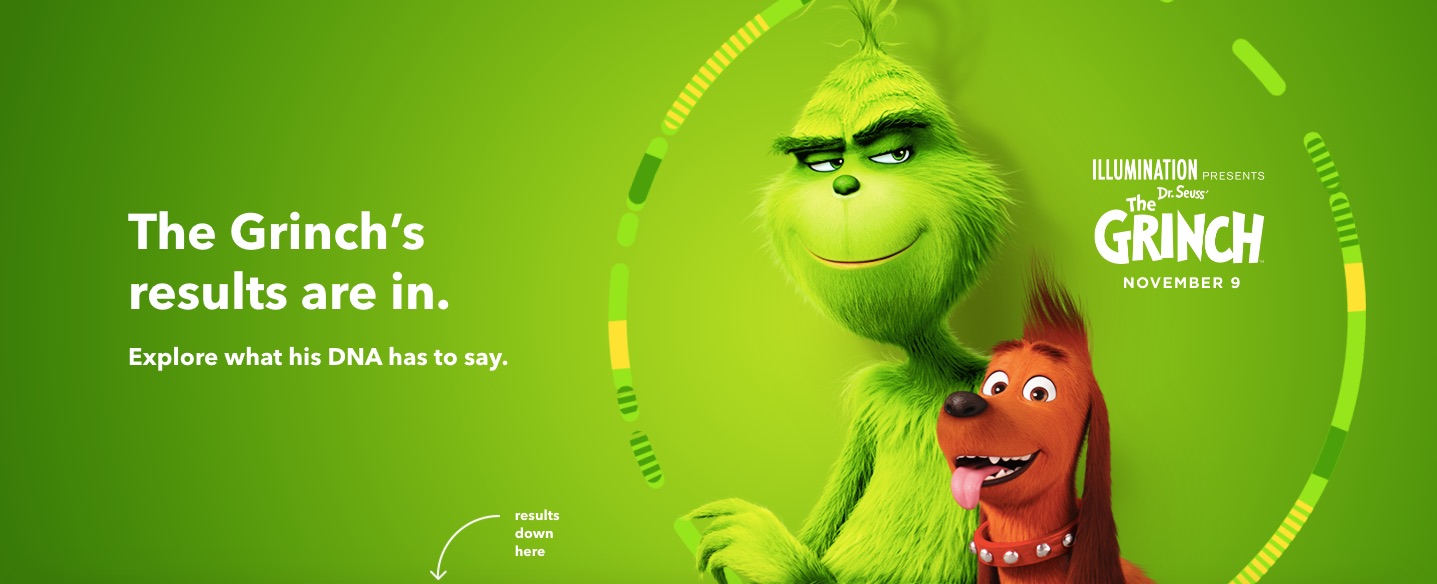 The Grinch’s
results are in.
Explore what his DNA has to say.
results
down
here
ILLUMINATION PRESENTS
Dr. Seuss'
The
GRINCH
NOVEMBER 9